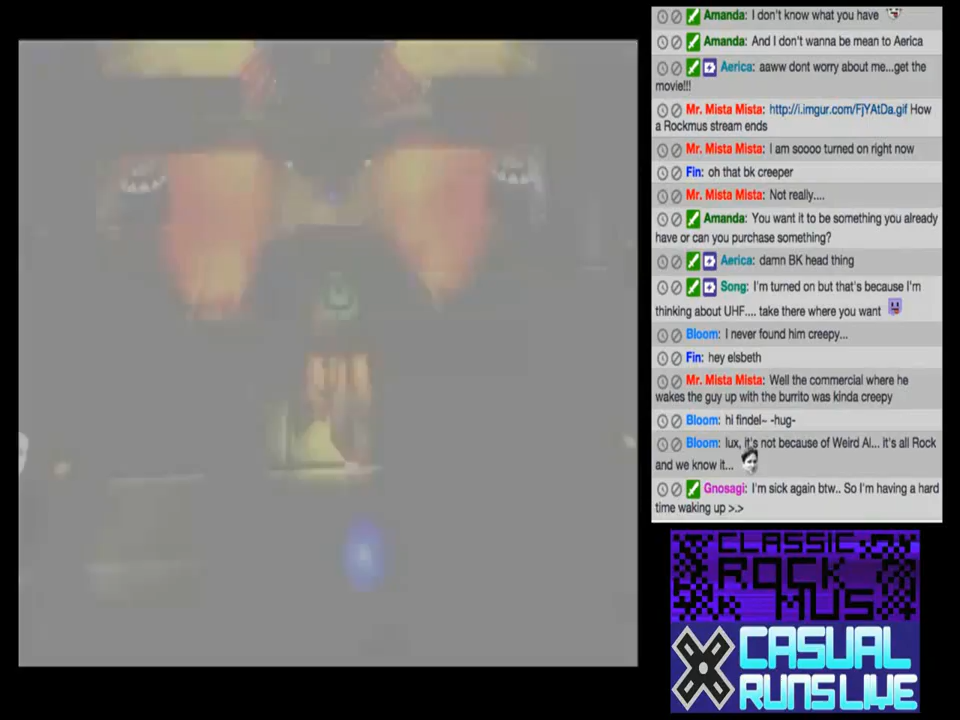 Amanda: I don't know what you have
Amanda: And I don't wanna be mean to Aerica
Aerica: aaww dont worry about me...get the
movie!!!
Mr. Mista Mista: http://i.imgur.com/FjYAtDa.gif How
a Rockmus stream ends
Mr. Mista Mista: I am soooo turned on right now
Fin: oh that bk creeper
Mr. Mista Mista: Not really....
Amanda: You want it to be something you already
have or can you purchase something?
Aerica: damn BK head thing
Song: I'm turned on but that's because I'm
thinking about UHF.... take there where you want
Bloom: I never found him creepy...
Fin: hey elsbeth
Mr. Mista Mista: Well the commercial where he
wakes the guy up with the burrito was kinda creepy
Bloom: hi findel~ -hug-
Bloom: lux, it's not because of Weird Al... it's all Rock
and we know it...
Gnosagi: I'm sick again btw.. So I'm having a hard
time waking up >.>
CLASSIC
ROCK
MUS
CASUAL
RUNSLIVE